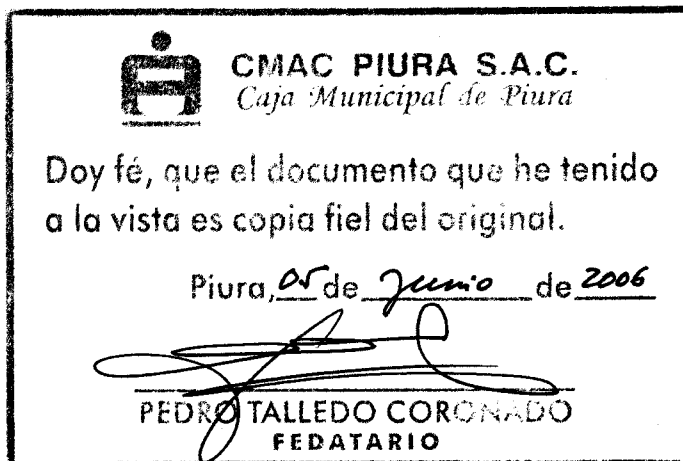 CMAC PIURA S.A.C.
Caja Municipal de Piura
Doy fé, que el documento que he tenido
a la vista es copia fiel del original.
Piura, 05 de Junio de 2006
PEDRO TALLEDO CORONADO
FEDATARIO